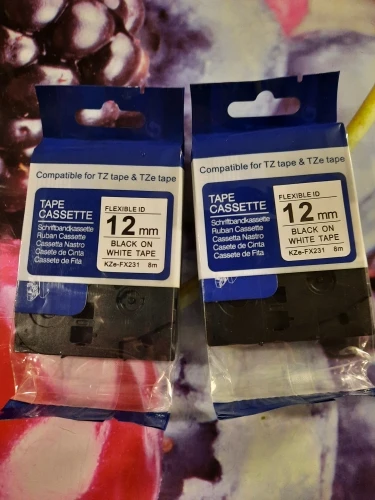 Compatible for TZ tape & TZe tape
TAPE
CASSETTE
Schriftbandkassette
Ruban Cassette
Cassetta Nastro
Cassete de Cinta
Cassete de Fita
FLEXIBLE ID
12 mm
BLACK ON
WHITE TAPE
KZe-FX231 8m
Compatible for TZ tape & TZe tape
TAPE
CASSETTE
Schriftbandkassette
Ruban Cassette
Cassetta Nastro
Cassete de Cinta
Cassete de Fita
FLEXIBLE ID
12 mm
BLACK ON
WHITE TAPE
KZe-FX231 8m